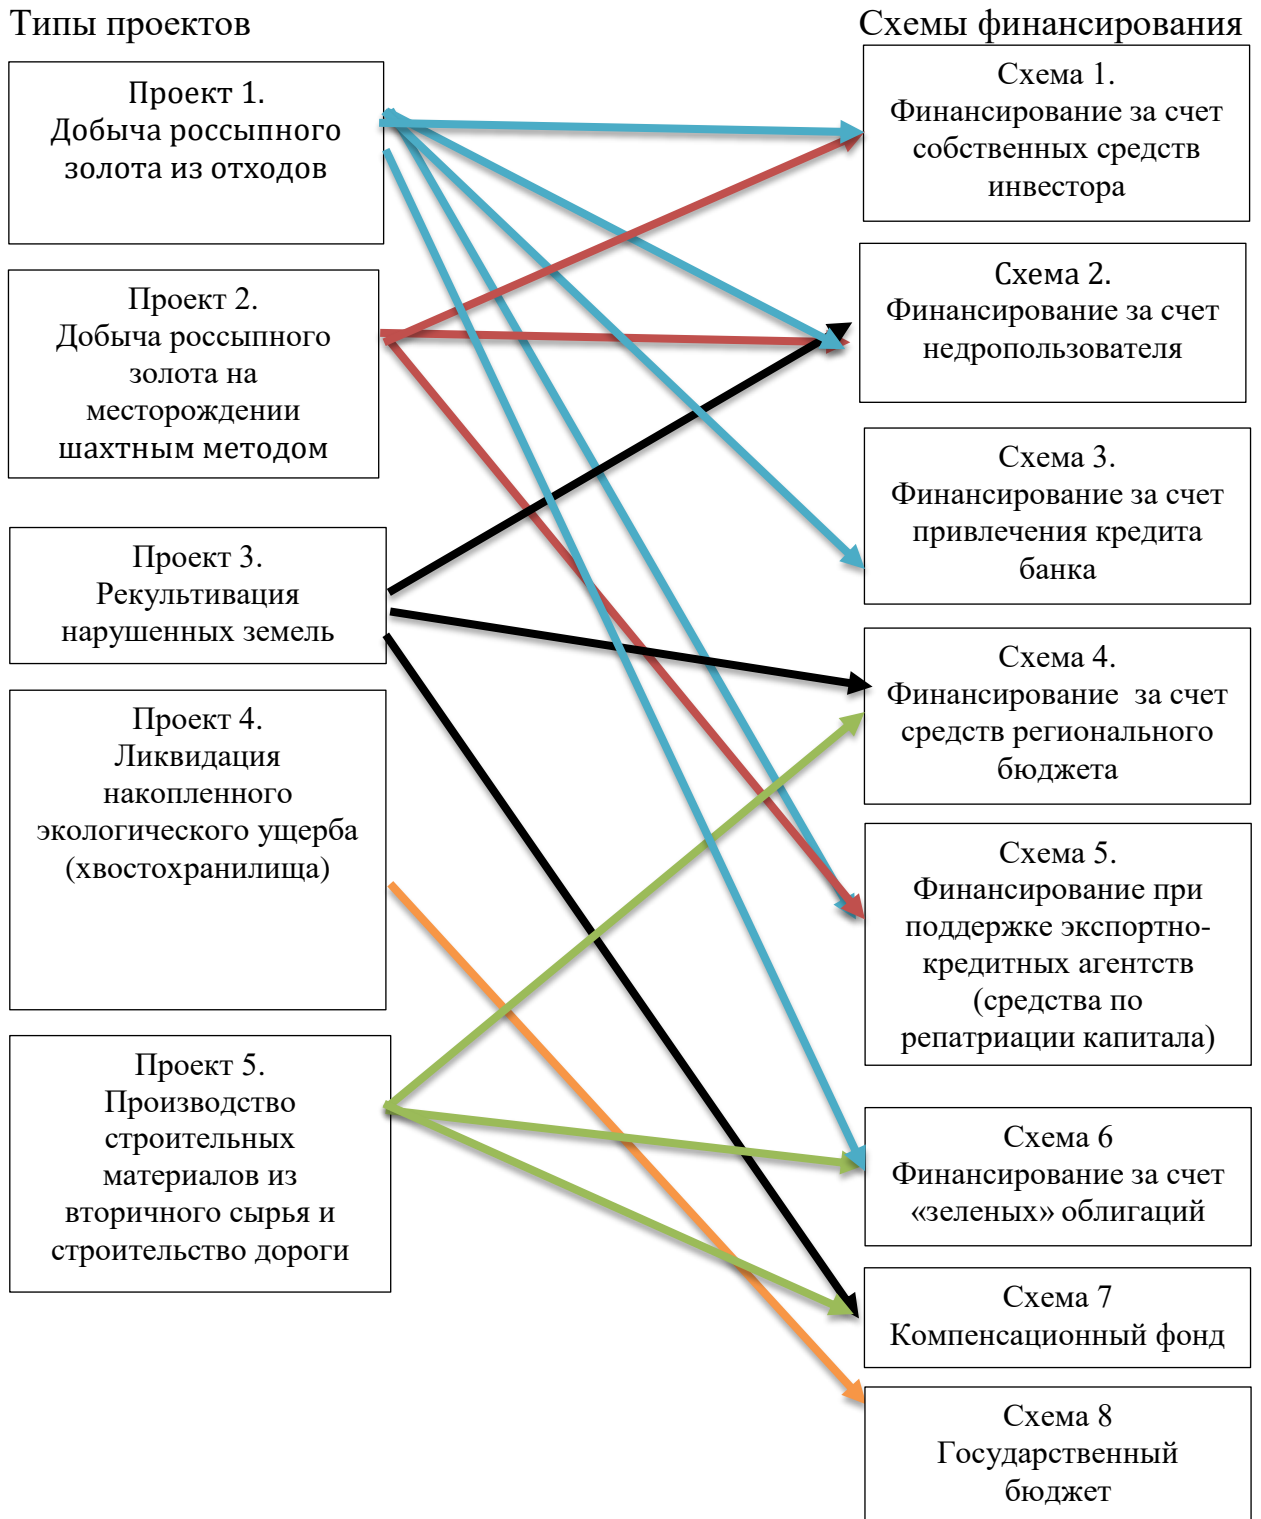 Типы проектов
Схемы финансирования
Проект 1.
Добыча россыпного
золота из отходов
Проект 2.
Добыча россыпного
золота на
месторождении
шахтным методом
Проект 3.
Рекультивация
нарушенных земель
Проект 4.
Ликвидация
накопленного
экологического ущерба
(хвостохранилища)
Проект 5.
Производство
строительных
материалов из
вторичного сырья и
строительство дороги
Схема 1.
Финансирование за счет
собственных средств
инвестора
Схема 2.
Финансирование за счет
недропользователя
Схема 3.
Финансирование за счет
привлечения кредита
банка
Схема 4.
Финансирование за счет
средств регионального
бюджета
Схема 5.
Финансирование при
поддержке экспортно-
кредитных агентств
(средства по
репатриации капитала)
Схема 6
Финансирование за счет
«зеленых» облигаций
Схема 7
Компенсационный фонд
Схема 8
Государственный
бюджет